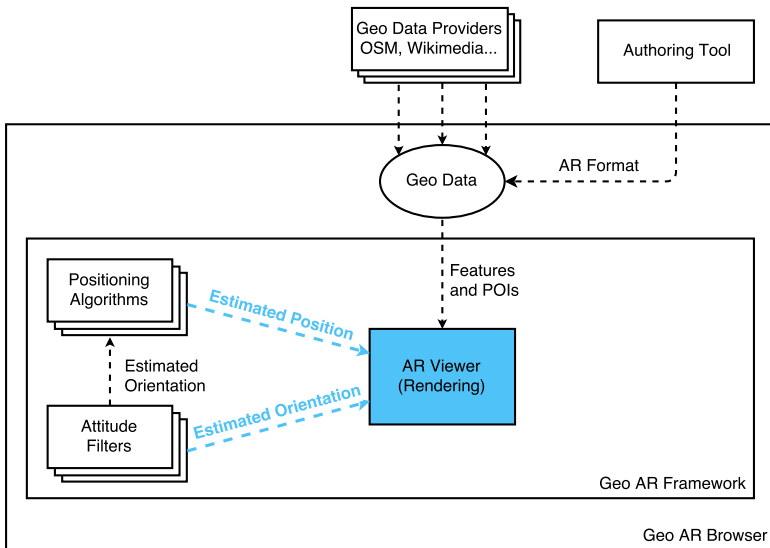 Geo Data Providers
OSM, Wikimedia...
Authoring Tool
Geo Data
AR Format
Features
and POIs
Positioning
Algorithms
Estimated Position
AR Viewer
(Rendering)
Estimated
Orientation
Estimated Orientation
Attitude
Filters
Geo AR Framework
Geo AR Browser